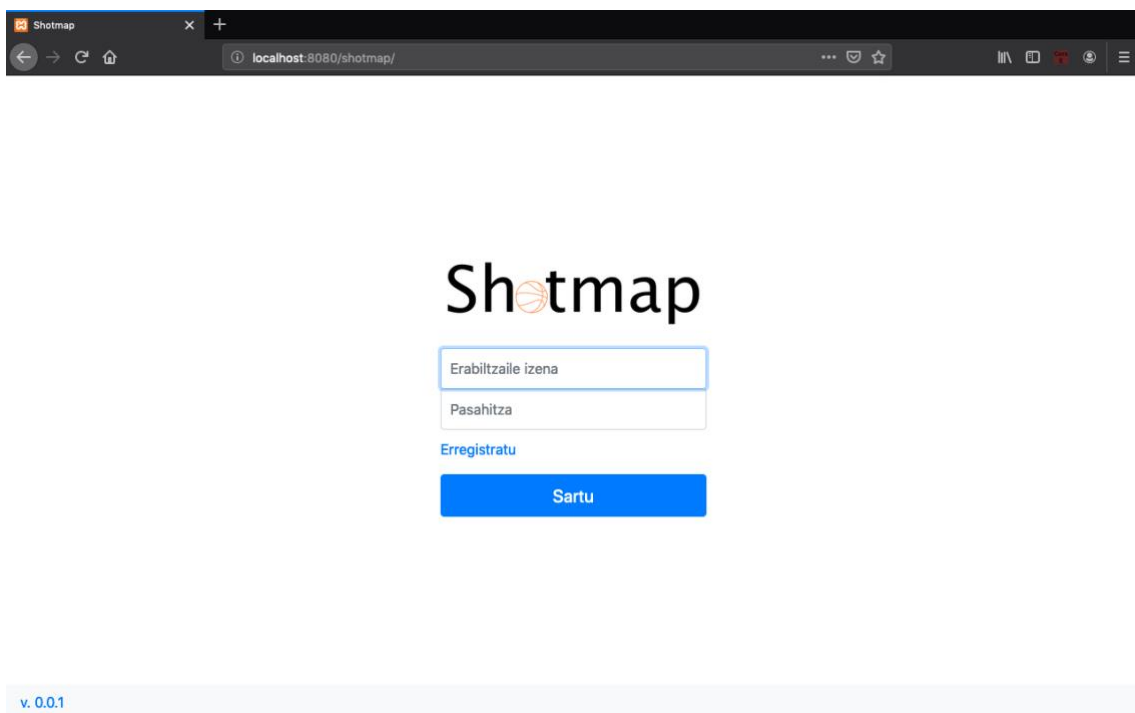 Shotmap
localhost:8080/shotmap/
Shotmap
Erabiltzaile izena
Pasahitza
Erregistratu
Sartu
v. 0.0.1